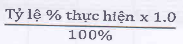 Tỷ lệ % thực hiện x 1.0
100%